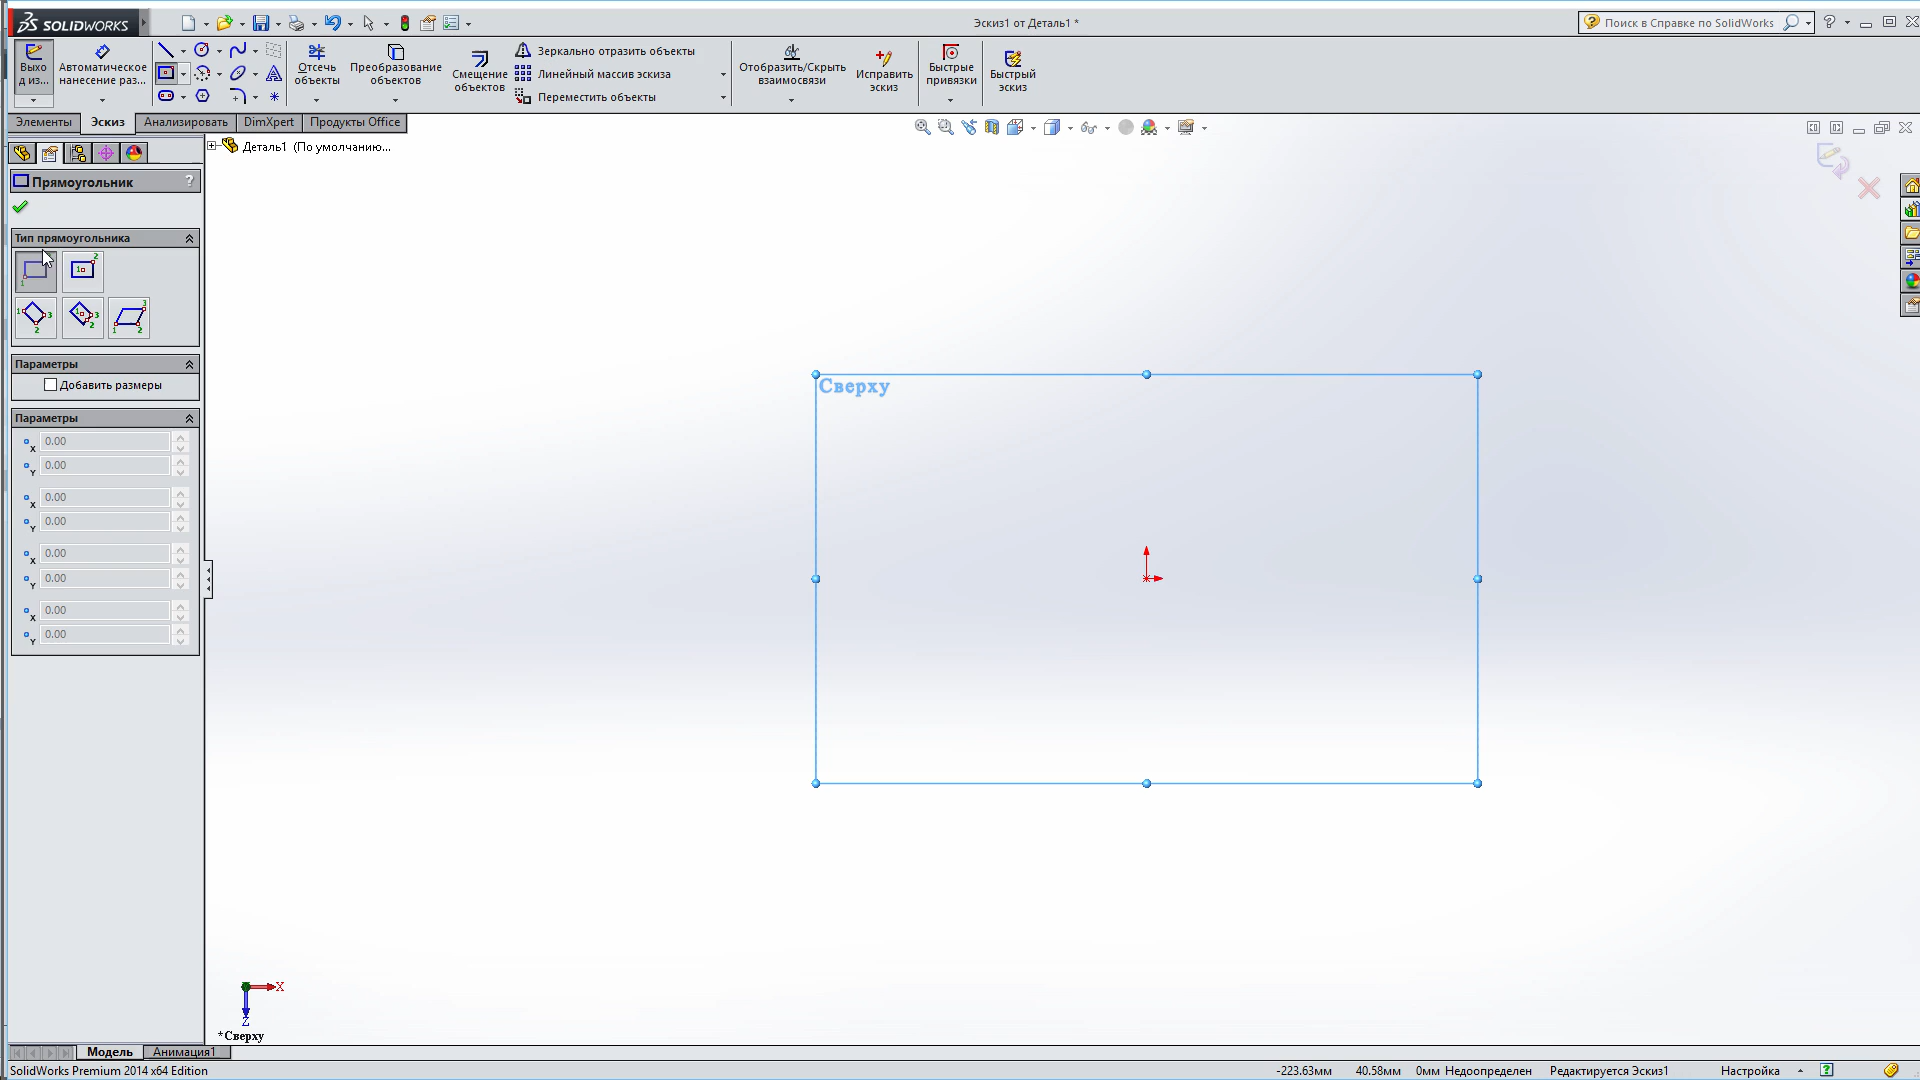 SOLIDWORKS
Эскиз1 от Деталь1 *
Поиск в Справке по SolidWorks
Выхо
д из...
Автоматическое
нанесение раз...
Отсечь
объекты
Преобразование
объектов
Смещение
объектов
Зеркально отразить объекты
Линейный массив эскиза
Переместить объекты
Отобразить/Скрыть
взаимосвязи
Исправить
эскиз
Быстрые
привязки
Быстрый
эскиз
Элементы
Эскиз
Анализировать
DimXpert
Продукты Office
Деталь1 (По умолчанию...
Прямоугольник
?
Тип прямоугольника
Параметры
Добавить размеры
Параметры
x 0.00
Y 0.00
x 0.00
Y 0.00
x 0.00
Y 0.00
x 0.00
Y 0.00
Сверху
X
Z
*Сверху
Модель
Анимация1
SolidWorks Premium 2014 x64 Edition
-223.63мм 40.58мм 0мм Недоопределен Редактируется Эскиз1 Настройка